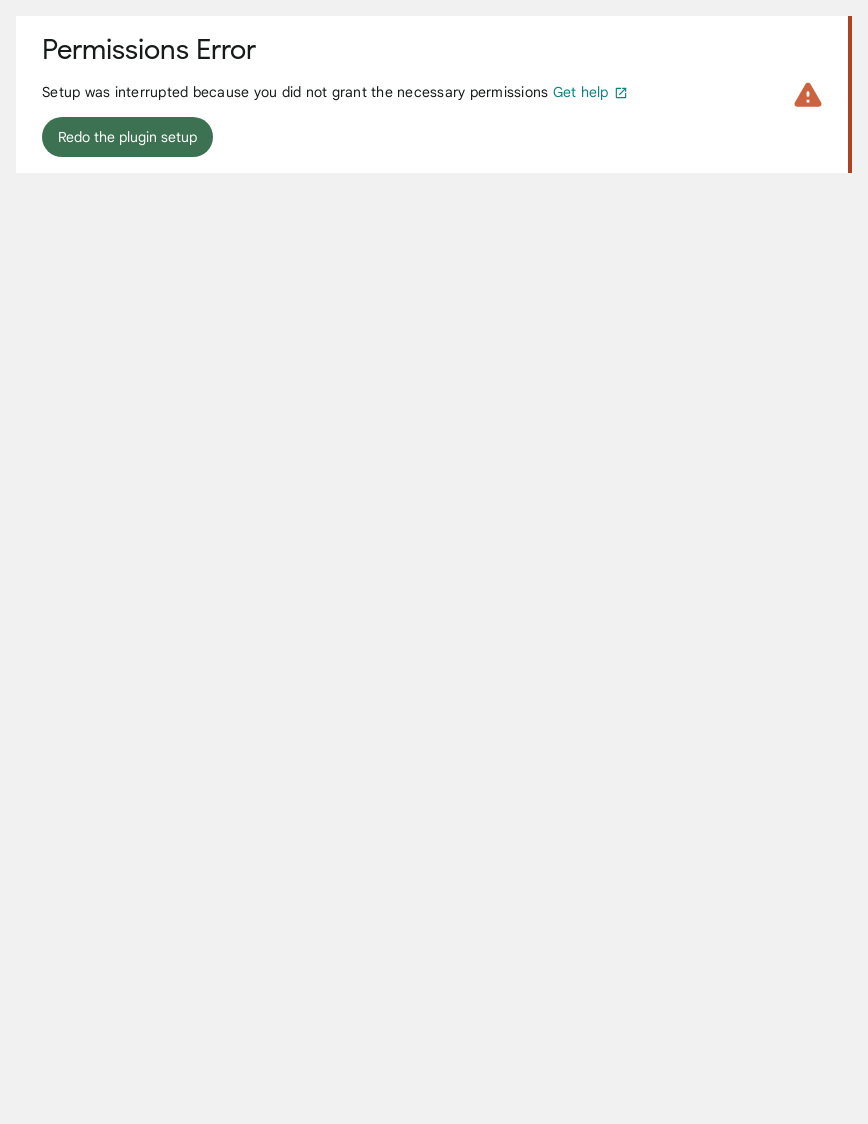 Permissions Error
Setup was interrupted because you did not grant the necessary permissions Get help
Redo the plugin setup